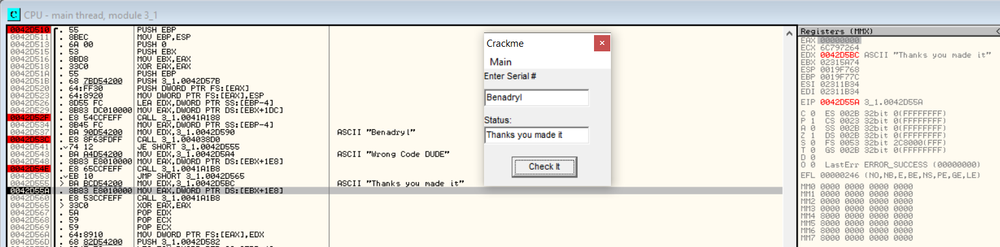 C CPU - main thread, module 3_1
0042D510 . 55 PUSH EBP
0042D511 . 8BEC MOV EBP,ESP
0042D513 . 6A 00 PUSH 0
0042D515 . 53 PUSH EBX
0042D516 . 8BD8 MOV EBX,EAX
0042D518 . 33C0 XOR EAX,EAX
0042D51A . 55 PUSH EBP
0042D51B . 68 7BD54200 PUSH 3_1.0042D57B
0042D520 . 64:FF30 PUSH DWORD PTR FS:[EAX]
0042D523 . 64:8920 MOV DWORD PTR FS:[EAX],ESP
0042D526 . 8D55 FC LEA EDX,DWORD PTR SS:[EBP-4]
0042D529 . 8B83 DC010000 MOV EAX,DWORD PTR DS:[EBX+1DC]
0042D52F . E8 54CCFEFF CALL 3_1.0041A188
0042D534 . 8B45 FC MOV EAX,DWORD PTR SS:[EBP-4]
0042D537 . BA 90D54200 MOV EDX,3_1.0042D590 ASCII "Benadryl"
0042D53C . E8 8F63FDFF CALL 3_1.004038D0
0042D541 . 74 12 JE SHORT 3_1.0042D555
0042D543 . BA A4D54200 MOV EDX,3_1.0042D5A4 ASCII "Wrong Code DUDE"
0042D548 . 8B83 E8010000 MOV EAX,DWORD PTR DS:[EBX+1E8]
0042D54E . E8 65CCFEFF CALL 3_1.0041A1B8
0042D553 . EB 10 JMP SHORT 3_1.0042D565
0042D555 > BA BCD54200 MOV EDX,3_1.0042D5BC ASCII "Thanks you made it"
0042D55A . 8B83 E8010000 MOV EAX,DWORD PTR DS:[EBX+1E8]
0042D560 . E8 53CCFEFF CALL 3_1.0041A1B8
0042D565 > 33C0 XOR EAX,EAX
0042D567 . 5A POP EDX
0042D568 . 59 POP ECX
0042D569 . 59 POP ECX
0042D56A . 64:8910 MOV DWORD PTR FS:[EAX],EDX
0042D56D . 68 82D54200 PUSH 3_1.0042D582
Crackme
Main
Enter Serial #
Benadryl
Status:
Thanks you made it
Check It
Registers (MMX)
EAX 00000000
ECX 6C797264
EDX 0042D5BC ASCII "Thanks you made it"
EBX 02315A74
ESP 0019F768
EBP 0019F77C
ESI 02311B34
EDI 02311B34
EIP 0042D55A 3_1.0042D55A
C 0 ES 002B 32bit 0(FFFFFFFF)
P 1 CS 0023 32bit 0(FFFFFFFF)
A 0 SS 002B 32bit 0(FFFFFFFF)
Z 1 DS 002B 32bit 0(FFFFFFFF)
S 0 FS 0053 32bit 2C8000(FFF)
T 0 GS 002B 32bit 0(FFFFFFFF)
D 0
O 0 LastErr ERROR_SUCCESS (00000000)
EFL 00000246 (NO,NB,E,BE,NS,PE,GE,LE)
MM0 0000 0000 0000 0000
MM1 0000 0000 0000 0000
MM2 0000 0000 0000 0000
MM3 0000 0000 0000 0000
MM4 8000 0000 0000 0000
MM5 8000 0000 0000 0000
MM6 8000 0000 0000 0000
MM7 8000 0000 0000 0000